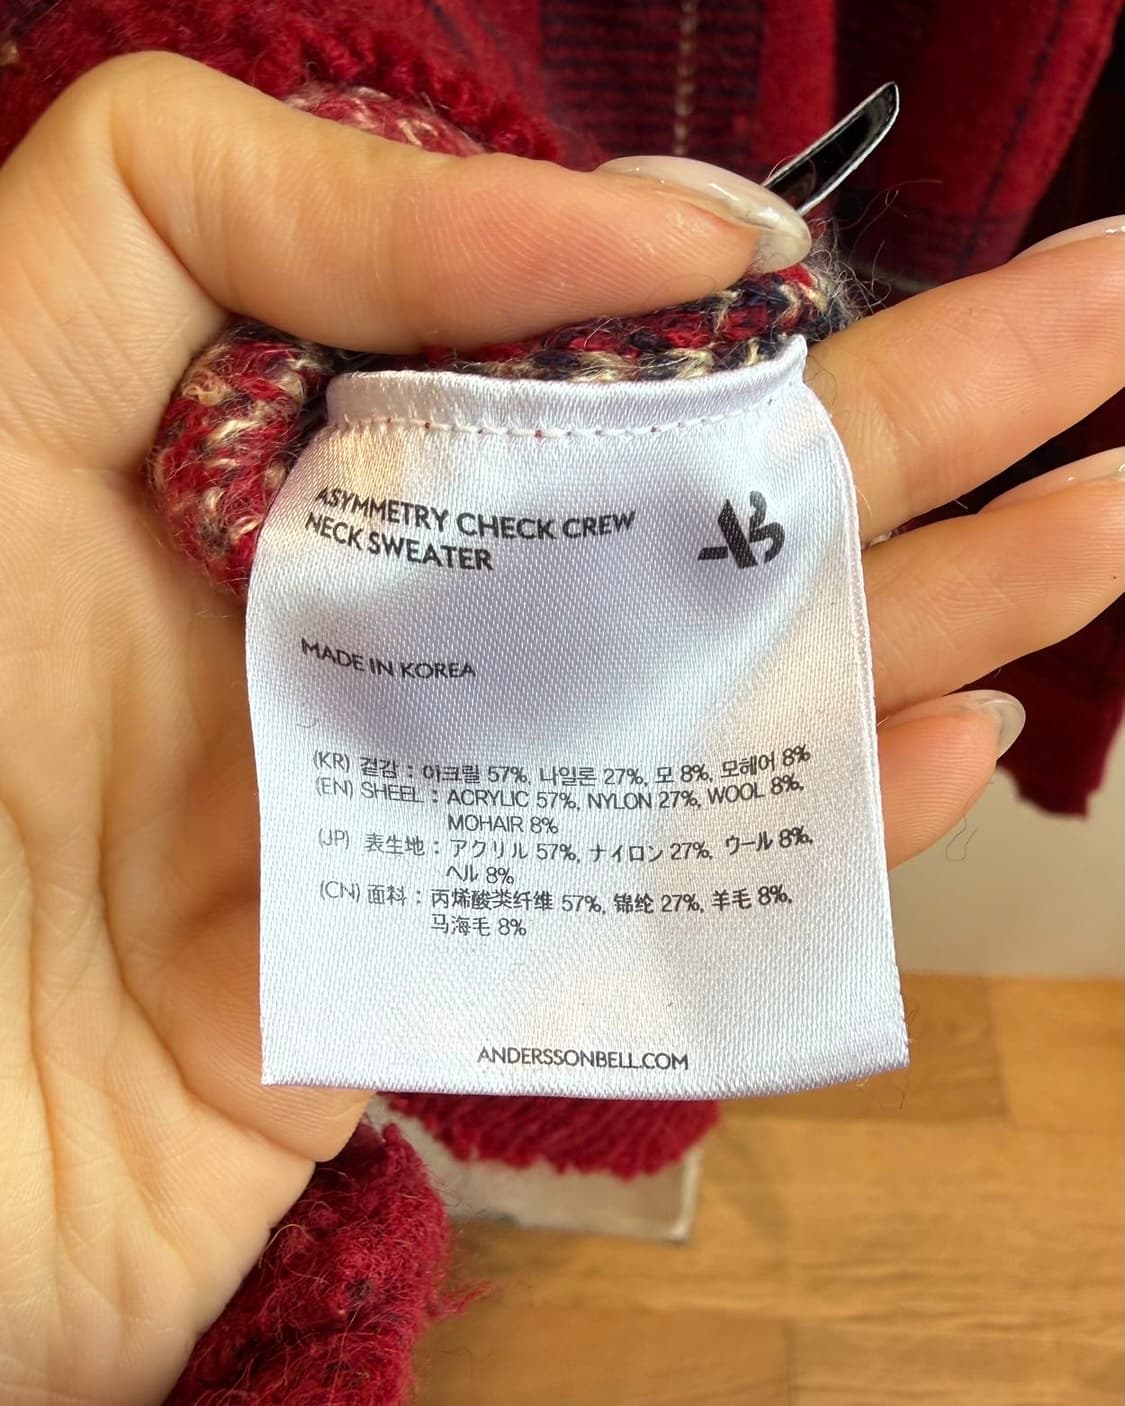 ASYMMETRY CHECK CREW
NECK SWEATER
MADE IN KOREA
(KR) 겉감 : 아크릴 57%, 나일론 27%, 모 8%, 모헤어 8%
(EN) SHEEL : ACRYLIC 57%, NYLON 27%, WOOL 8%,
MOHAIR 8%
(JP) 表生地 : アクリル 57%, ナイロン 27%, ウール 8%,
ヘル 8%
(CN) 面料 : 丙烯酸类纤维 57%, 锦纶 27%, 羊毛 8%,
马海毛 8%
ANDERSSONBELL.COM